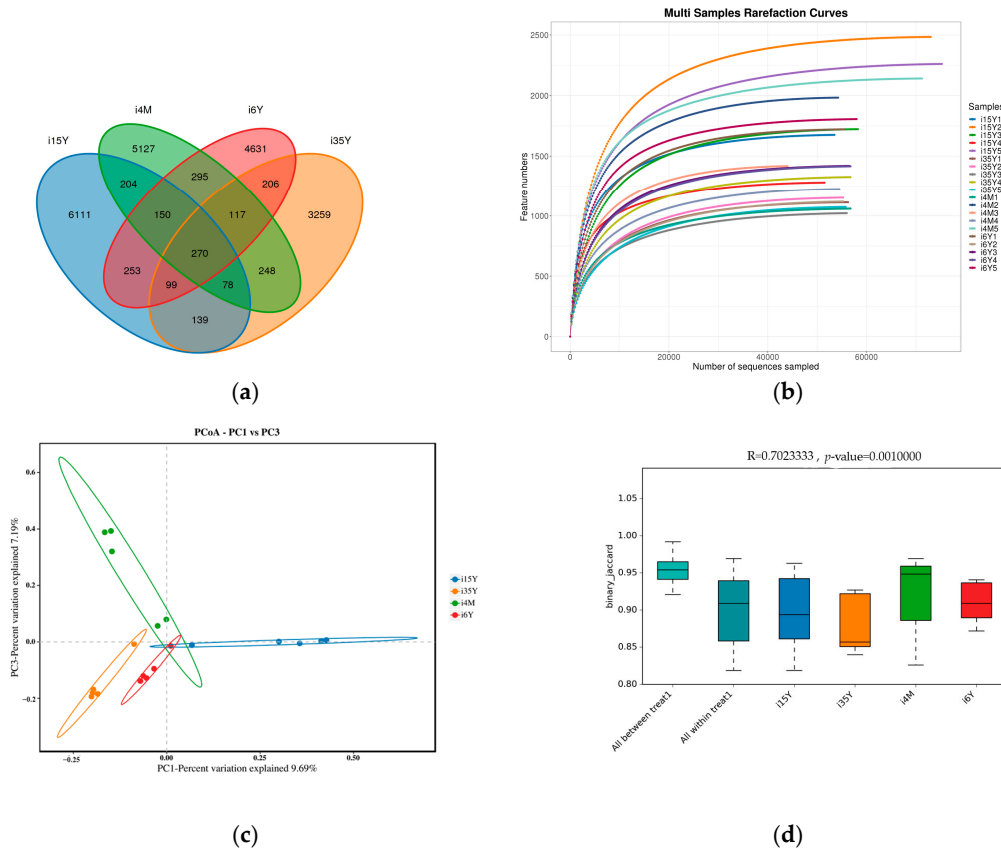 i15Y
i4M
i6Y
i35Y
5127
4631
204
295
206
6111
150
117
3259
270
253
99
78
248
139
(a)
Multi Samples Rarefaction Curves
Feature numbers
2500
2000
1500
1000
500
0
0
20000
40000
60000
Number of sequences sampled
Samples
i15Y1
i15Y2
i15Y3
i15Y4
i15Y5
i35Y1
i35Y2
i35Y3
i35Y4
i35Y5
i4M1
i4M2
i4M3
i4M4
i4M5
i6Y1
i6Y2
i6Y3
i6Y4
i6Y5
(b)
PCoA - PC1 vs PC3
PC3-Percent variation explained 7.19%
0.6
0.4
0.2
0.0
-0.2
-0.25
0.00
0.25
0.50
PC1-Percent variation explained 9.69%
i15Y
i35Y
i4M
i6Y
(c)
R=0.7023333 , p-value=0.0010000
binary_jaccard
1.05
1.00
0.95
0.90
0.85
0.80
All between treat1
All within treat1
i15Y
i35Y
i4M
i6Y
(d)